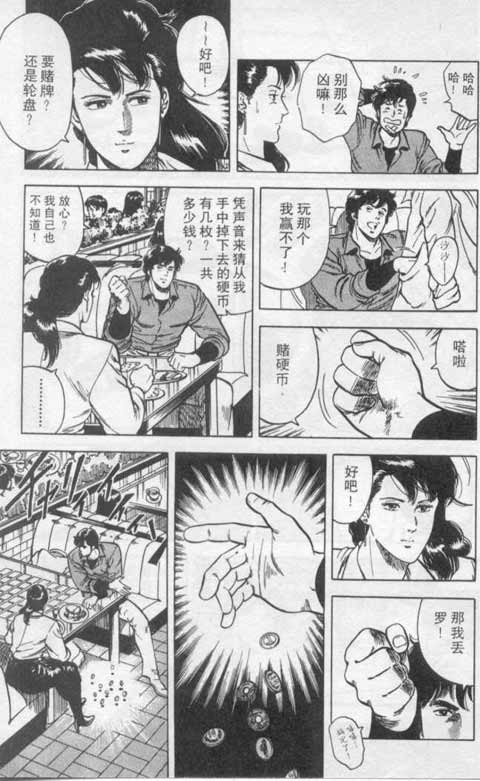 哈哈
哈！
别那么
凶嘛！
～～好吧！
要赌牌？
还是轮盘？
沙沙——
玩那个
我赢不了！
凭声音来猜从我
手中掉下去的硬币
有几枚？一共
多少钱？
放心？
我自己也
不知道！
…………
嗒啦
赌硬币
好吧！
那我丢
罗！